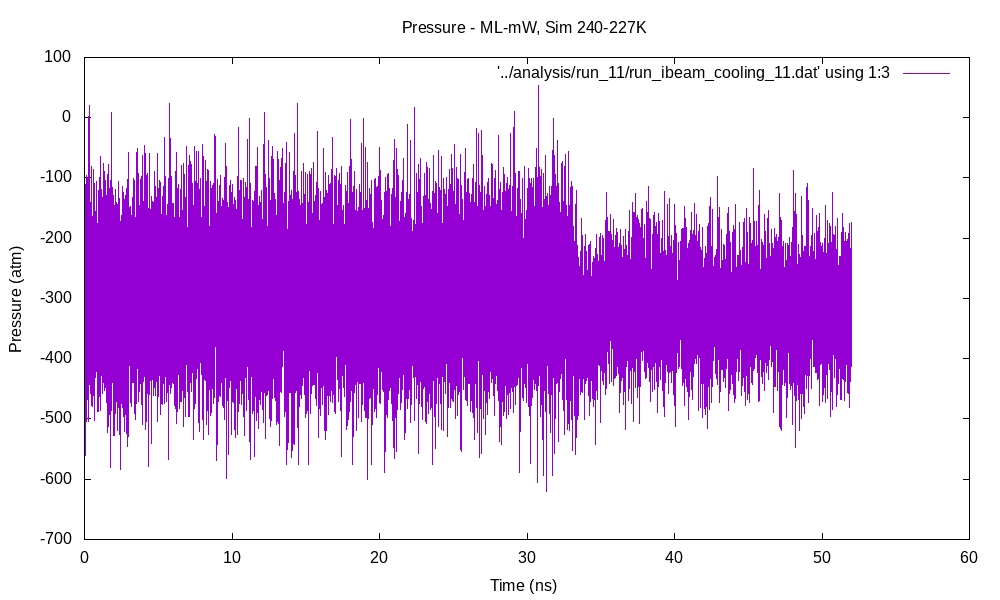 Pressure - ML-mW, Sim 240-227K
'../analysis/run_11/run_ibeam_cooling_11.dat' using 1:3
100
0
-100
-200
-300
-400
-500
-600
-700
Pressure (atm)
0 10 20 30 40 50 60
Time (ns)